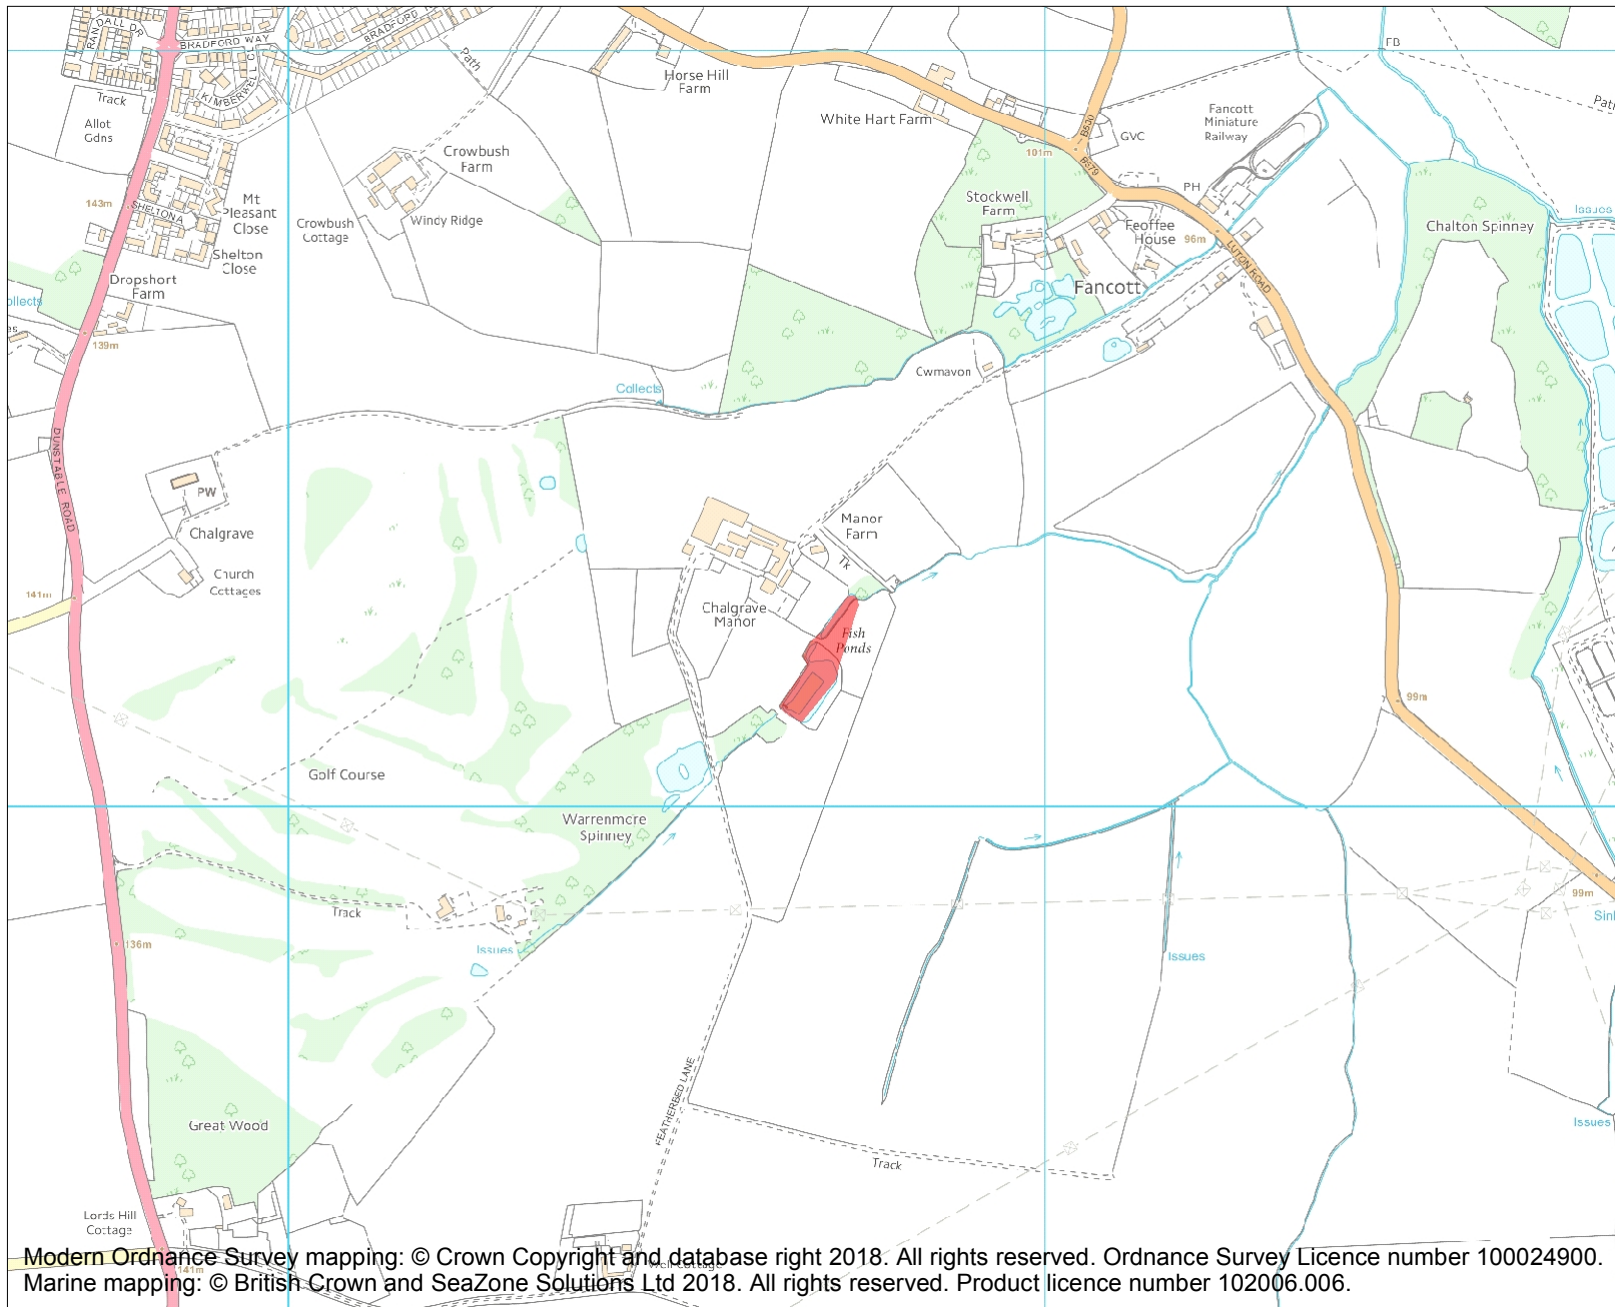 RANDALL DR
BRADFORD WAY
BRADFORD
KIMBERWELL CL
Path
Track
Allot
Gdns
Horse Hill
Farm
White Hart Farm
Fancott
Miniature
Railway
FB
GVC
B530
B579
101m
PH
Crowbush
Farm
Windy Ridge
Crowbush
Cottage
Mt
Pleasant
Close
143m
SHELTON A
Shelton
Close
Dropshort
Farm
139m
Stockwell
Farm
Feoffee
House
96m
LUTON ROAD
Fancott
Chalton Spinney
Issues
Collects
Cwmavon
DUNSTABLE ROAD
PW
Chalgrave
Church
Cottages
141m
Manor
Farm
Tk
Chalgrave
Manor
Fish
Ponds
99m
Golf Course
Warrenmore
Spinney
Track
Issues
136m
Issues
99m
Issues
Great Wood
FEATHERBED LANE
Track
Lords Hill
Cottage
Well Cottage
141m
Modern Ordnance Survey mapping: © Crown Copyright and database right 2018. All rights reserved. Ordnance Survey Licence number 100024900.
Marine mapping: © British Crown and SeaZone Solutions Ltd 2018. All rights reserved. Product licence number 102006.006.